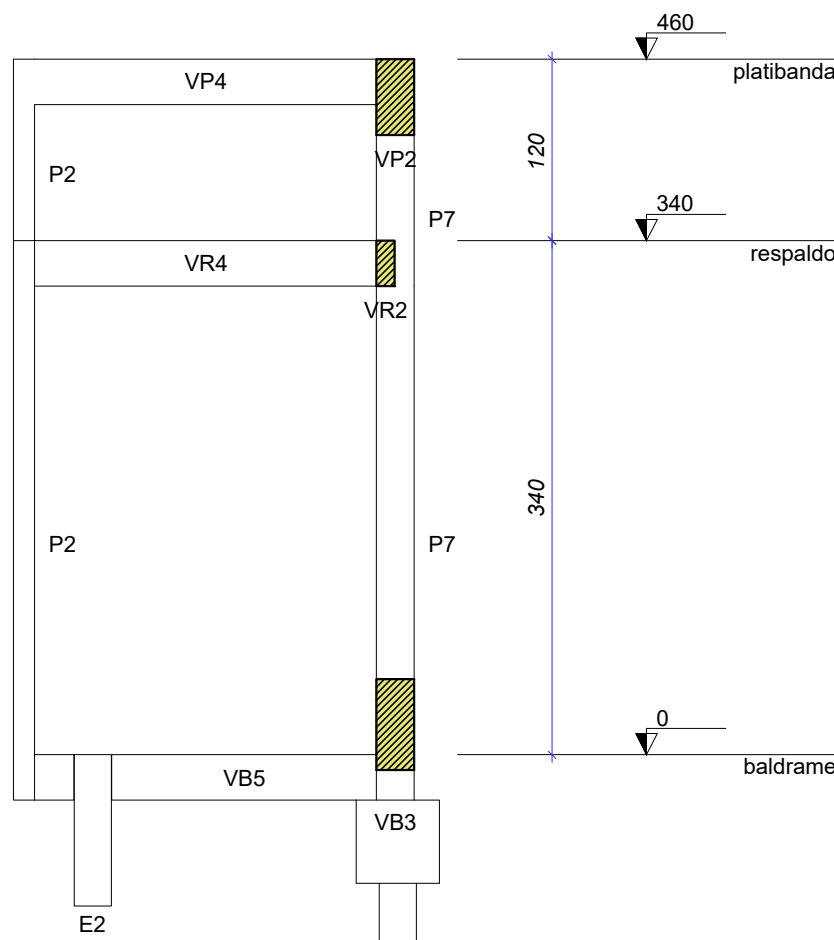 460
platibanda
VP4
VP2
120
P2
P7
340
respaldo
VR4
VR2
340
P2
P7
0
baldrame
VB5
VB3
E2